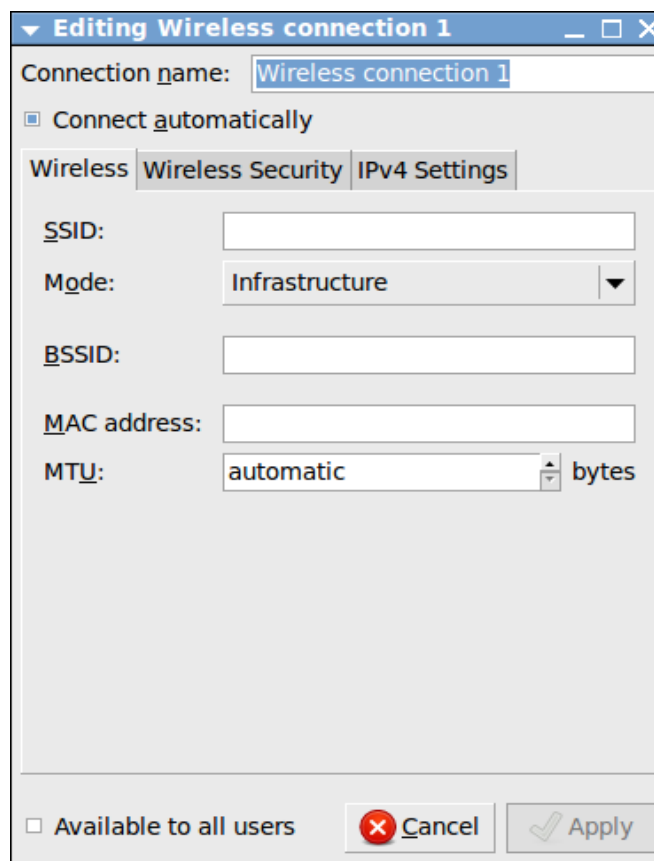 Editing Wireless connection 1
Connection name: Wireless connection 1
Connect automatically
Wireless Wireless Security IPv4 Settings
SSID:
Mode: Infrastructure
BSSID:
MAC address:
MTU: automatic bytes
Available to all users Cancel Apply